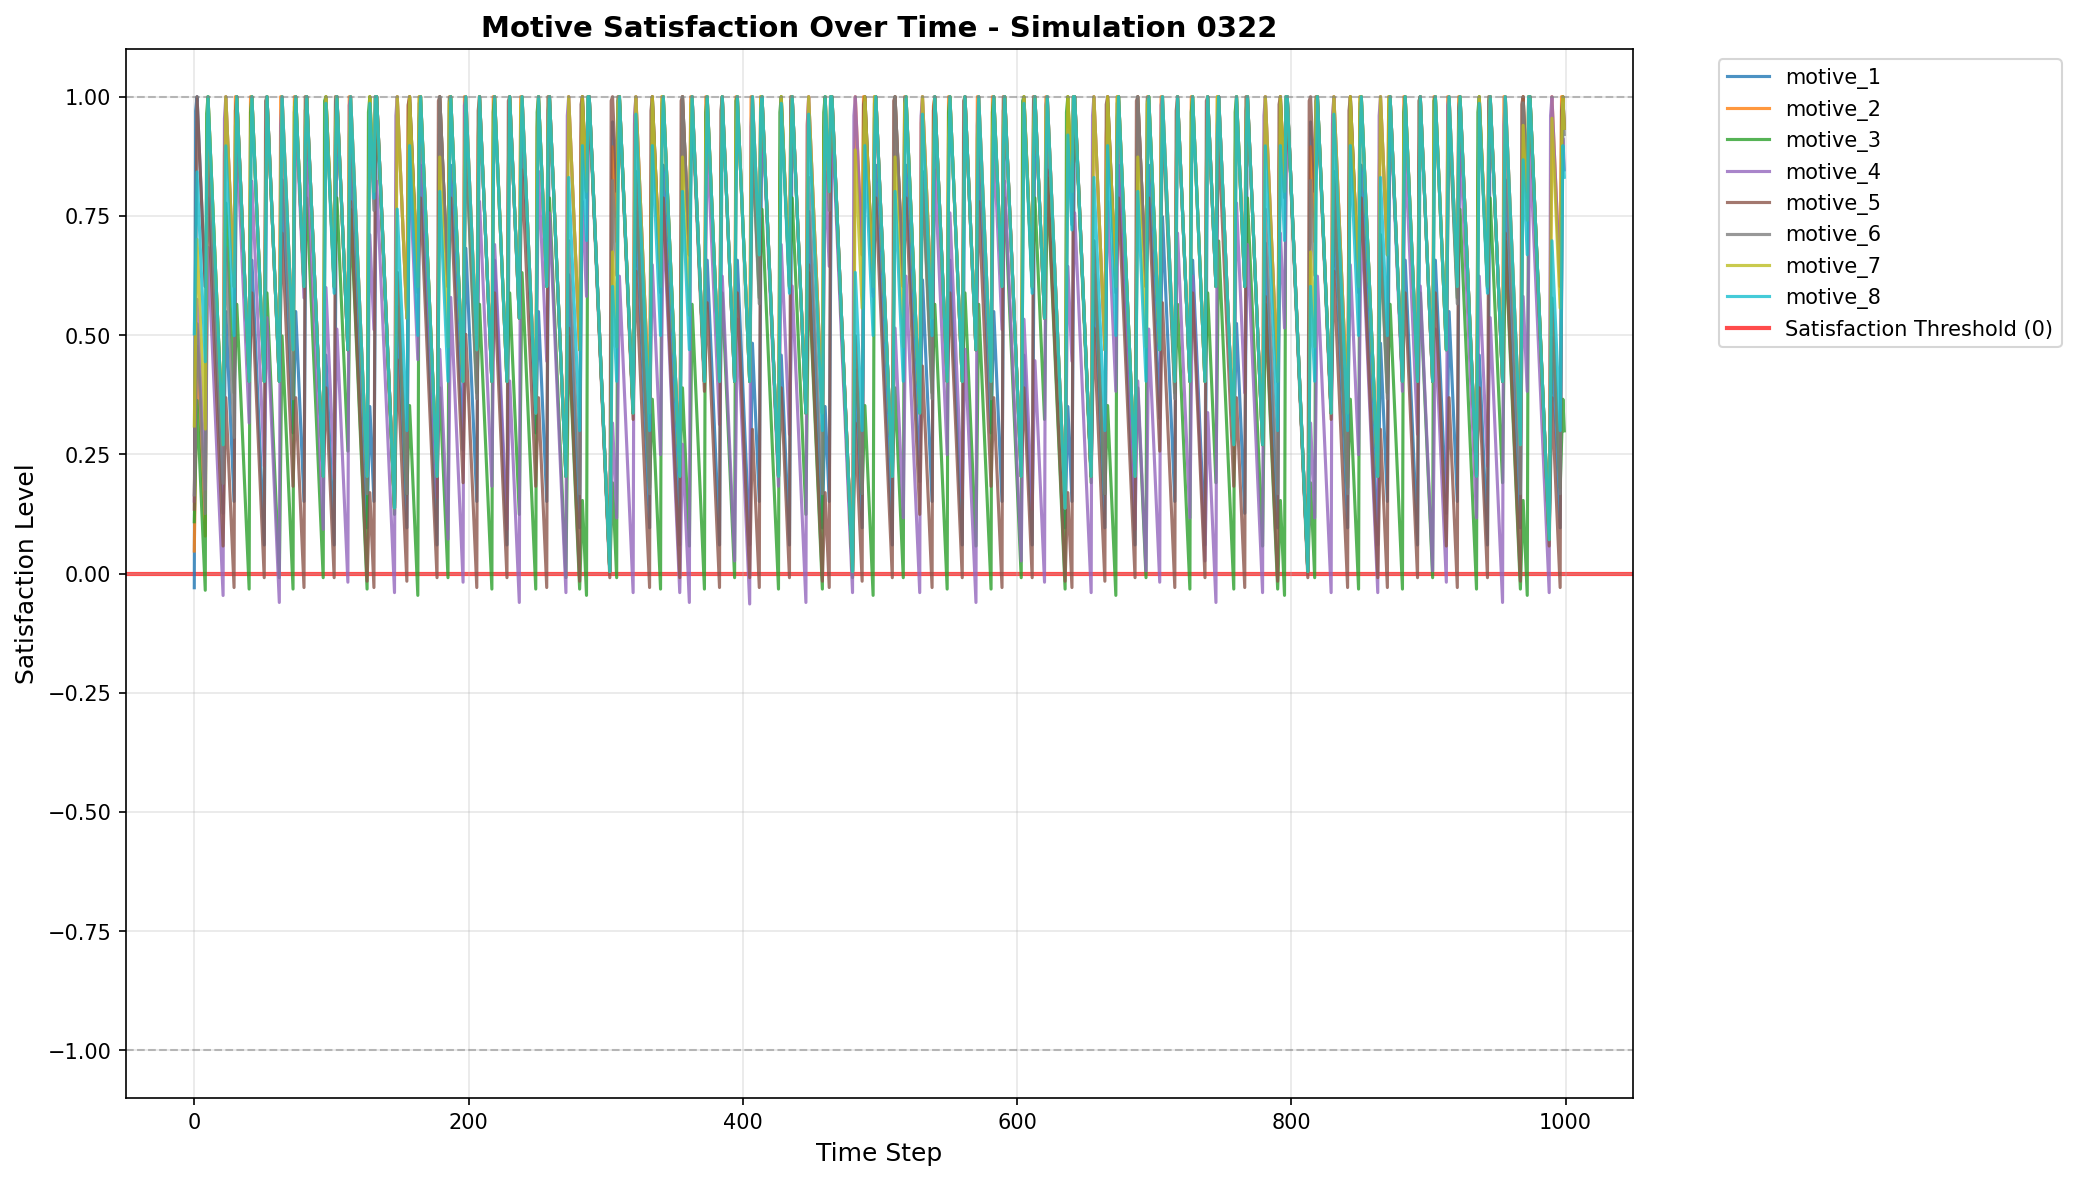 Motive Satisfaction Over Time - Simulation 0322
motive_1
motive_2
motive_3
motive_4
motive_5
motive_6
motive_7
motive_8
Satisfaction Threshold (0)
Satisfaction Level
1.00
0.75
0.50
0.25
0.00
−0.25
−0.50
−0.75
−1.00
0
200
400
600
800
1000
Time Step